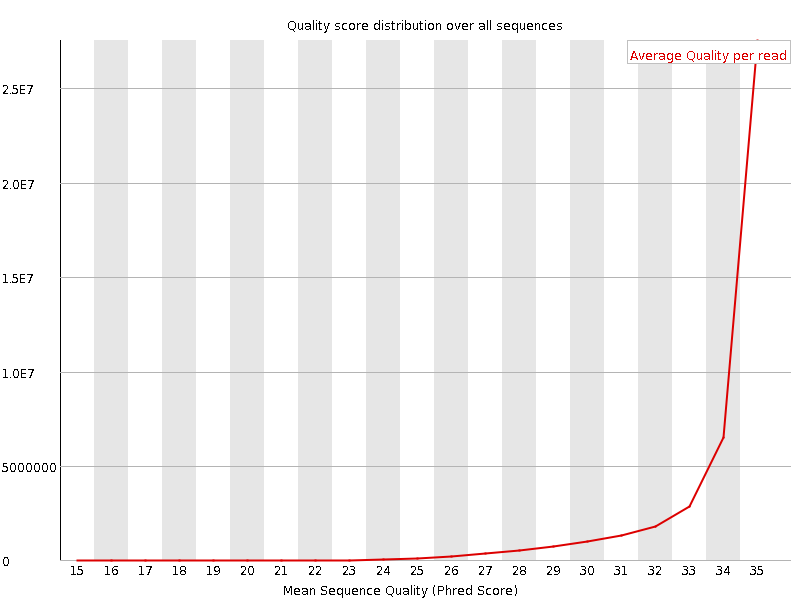 Quality score distribution over all sequences
Average Quality per read
2.5E7
2.0E7
1.5E7
1.0E7
5000000
0
15 16 17 18 19 20 21 22 23 24 25 26 27 28 29 30 31 32 33 34 35
Mean Sequence Quality (Phred Score)